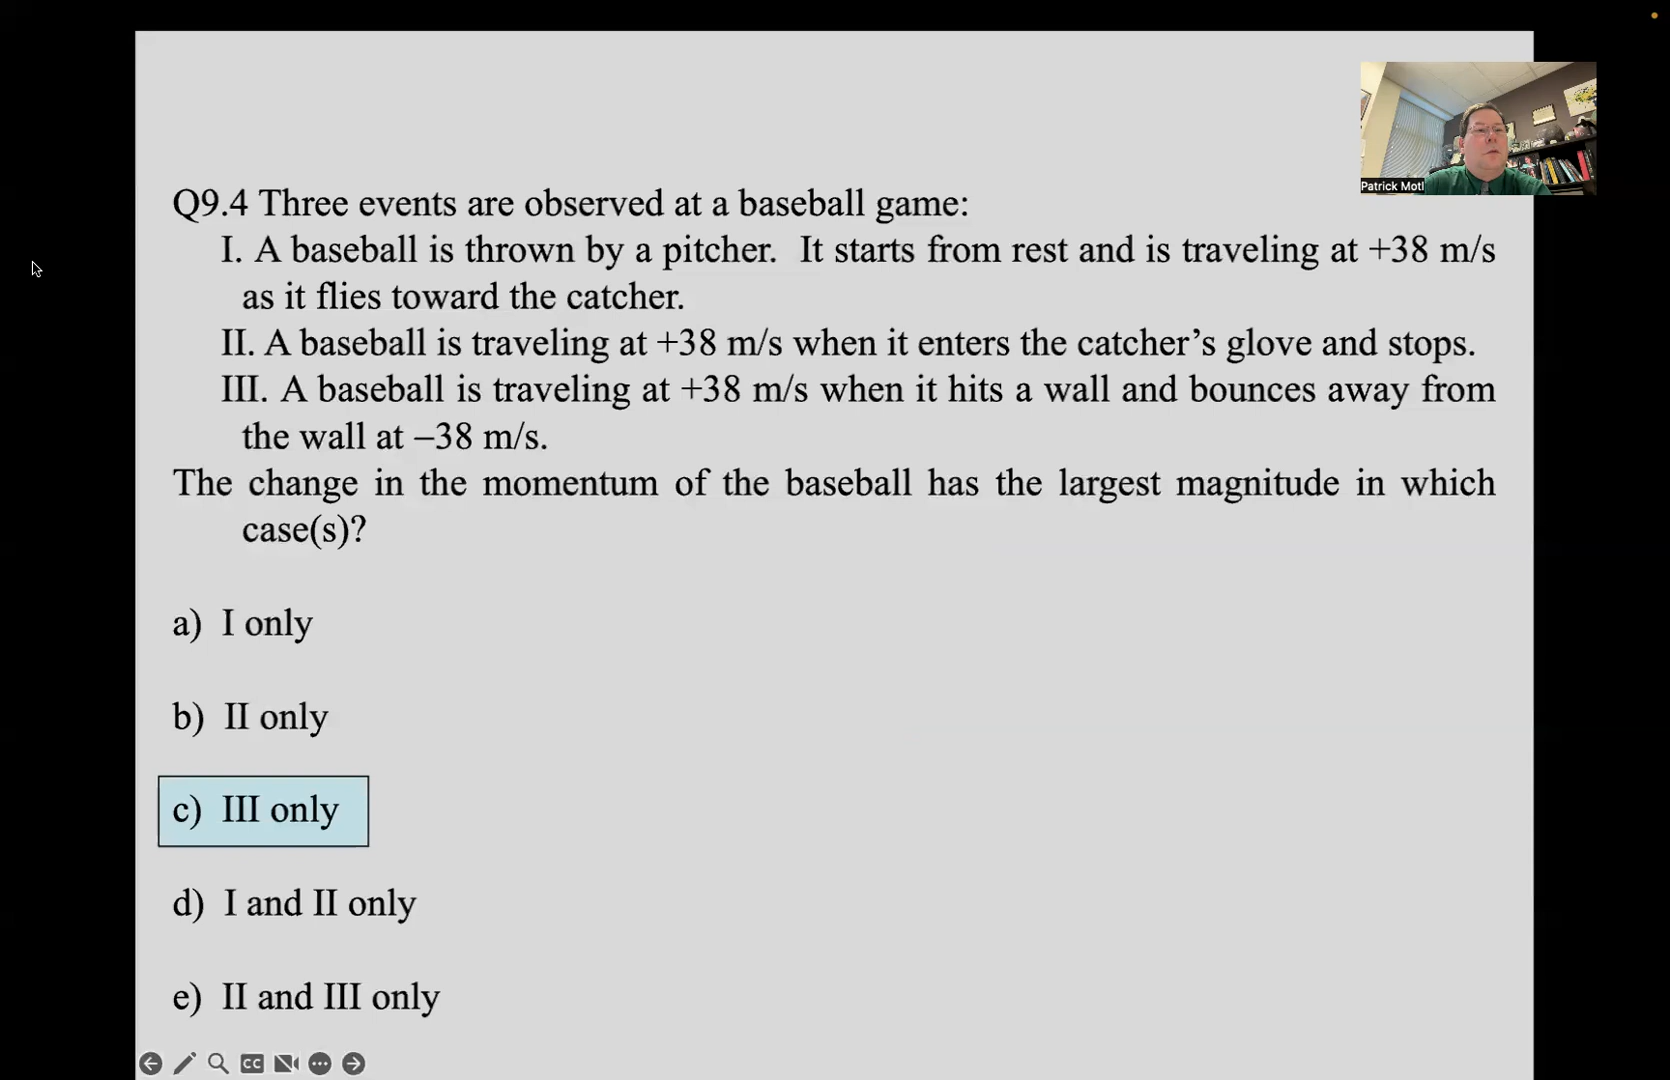 Patrick Motl
Q9.4 Three events are observed at a baseball game:
I. A baseball is thrown by a pitcher.  It starts from rest and is traveling at +38 m/s
as it flies toward the catcher.
II. A baseball is traveling at +38 m/s when it enters the catcher’s glove and stops.
III. A baseball is traveling at +38 m/s when it hits a wall and bounces away from
the wall at –38 m/s.
The change in the momentum of the baseball has the largest magnitude in which
case(s)?
a)  I only
b)  II only
c)  III only
d)  I and II only
e)  II and III only
CC